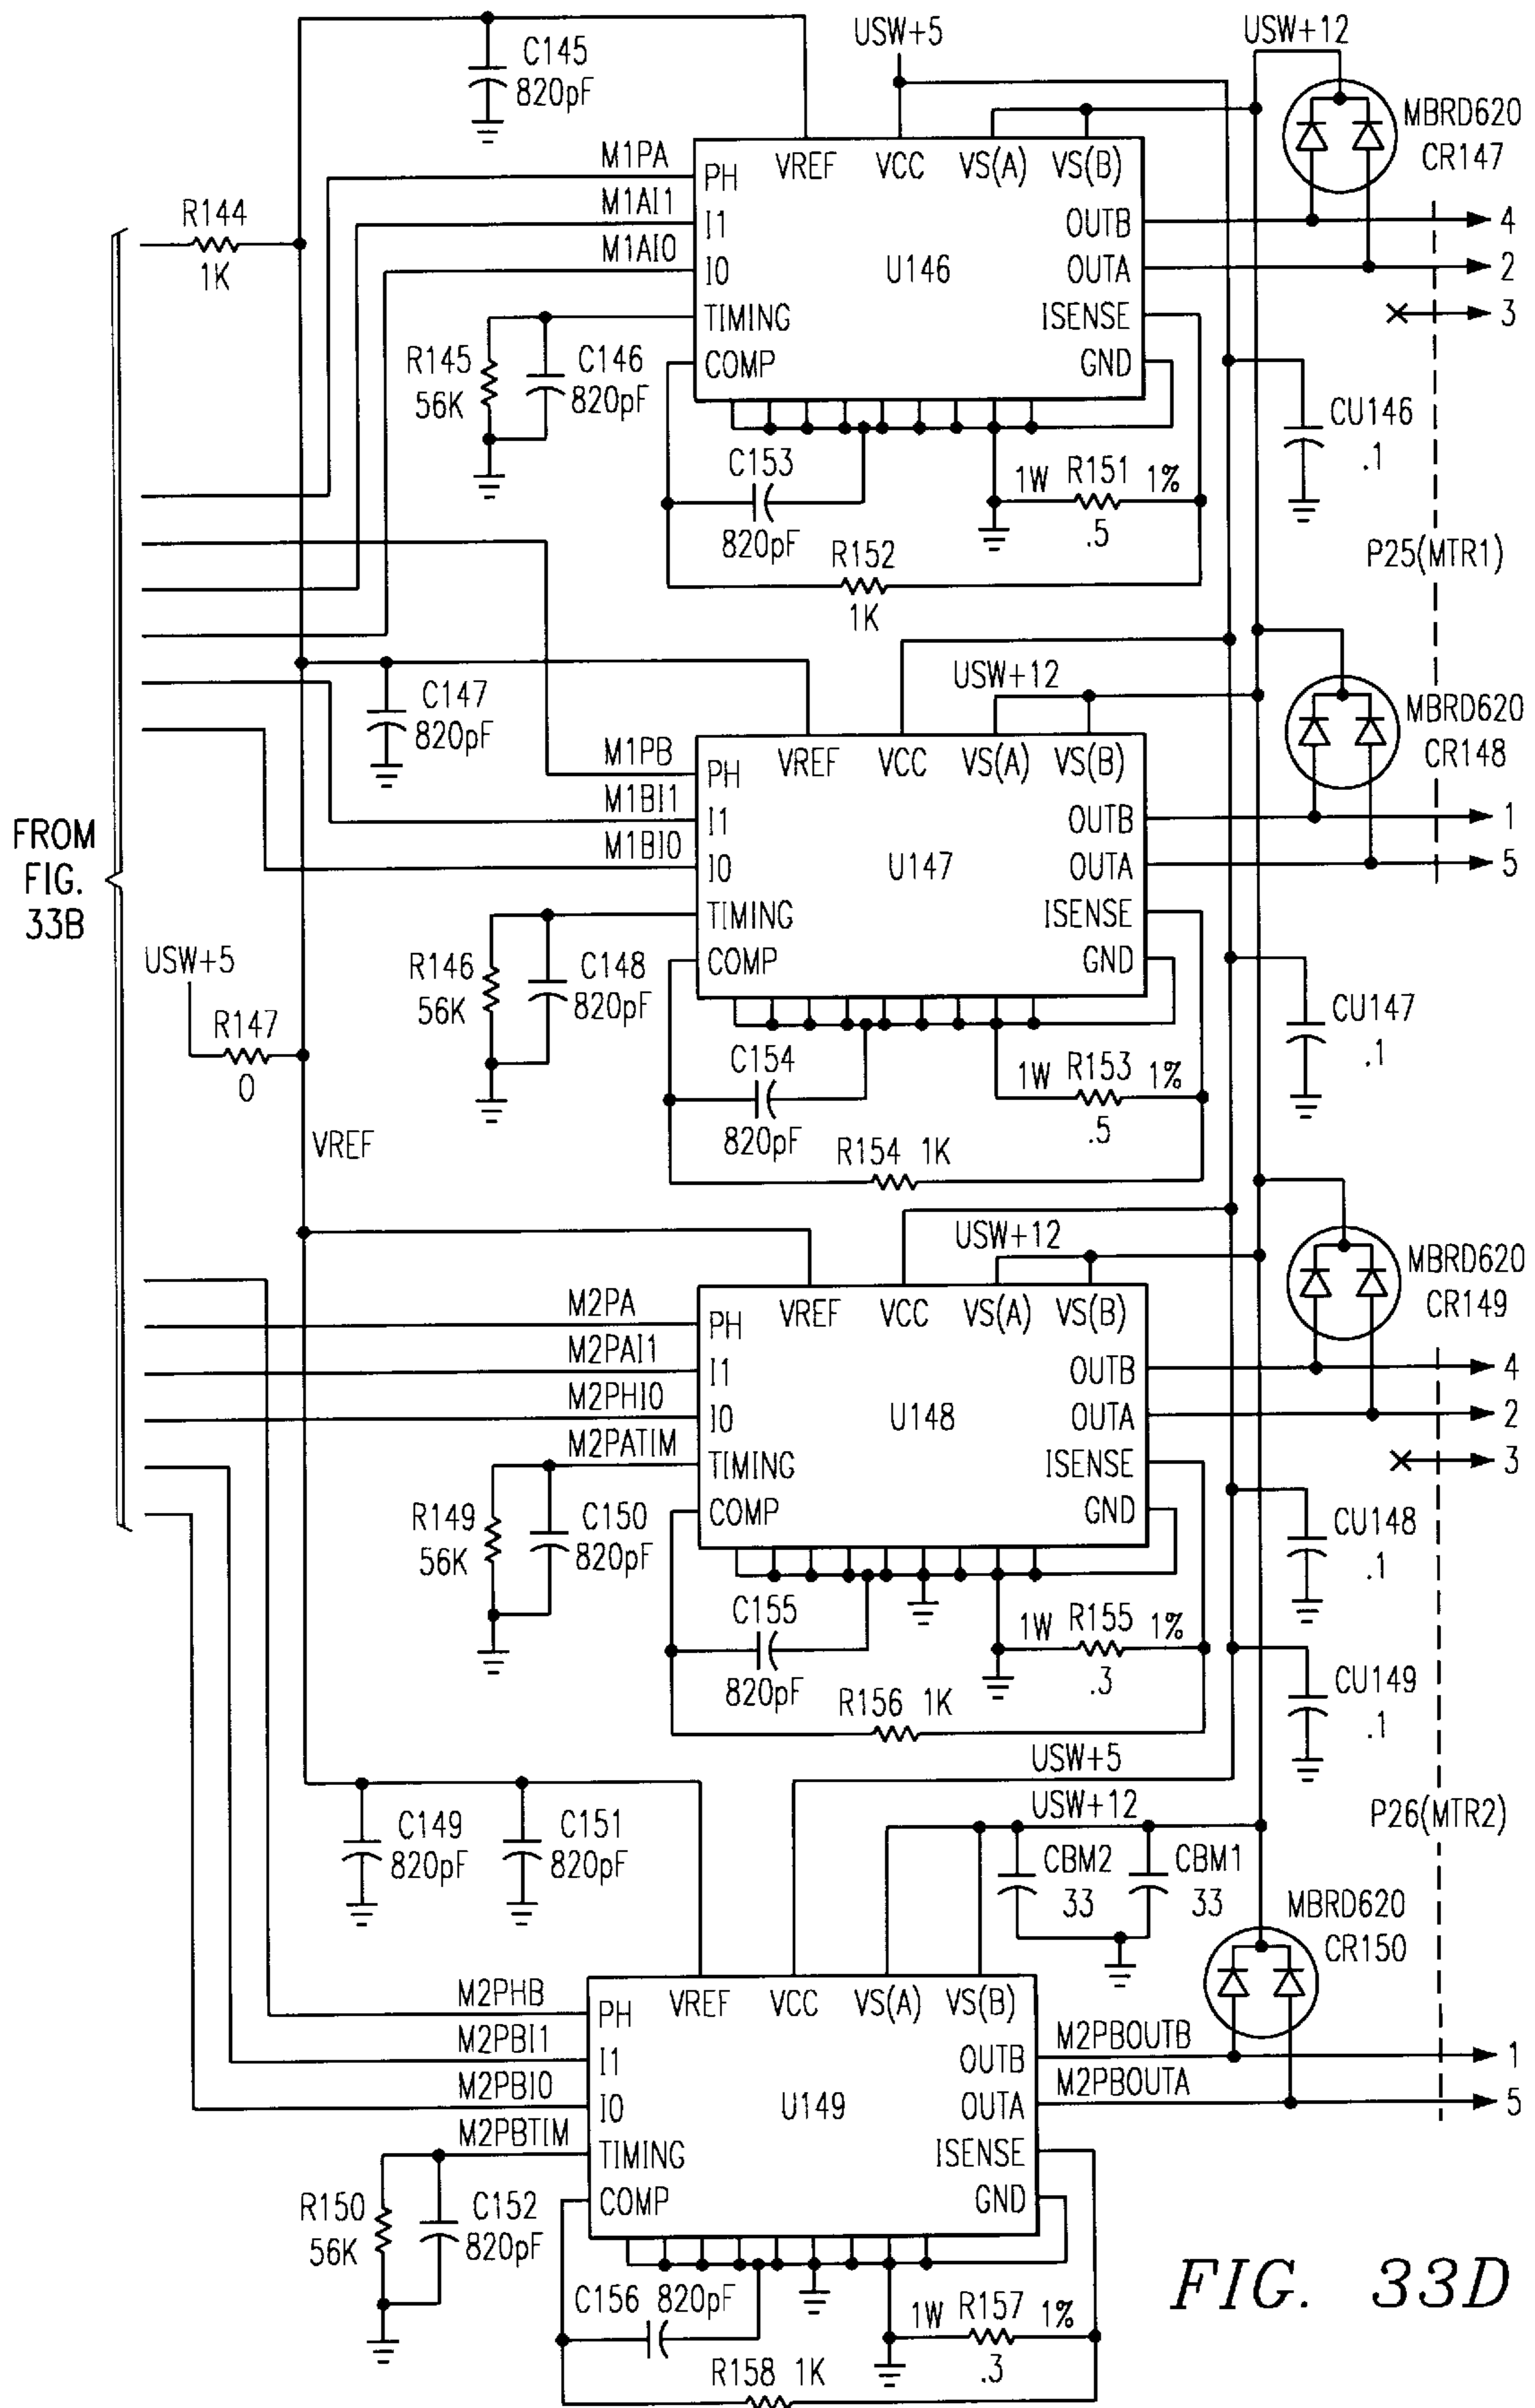 USW+5
USW+12
C145
820pF
MBRD620
CR147
M1PA
M1AI1
M1AI0
PH
VREF
VCC
VS(A)
VS(B)
I1
I0
TIMING
COMP
U146
OUTB
OUTA
ISENSE
GND
4
2
3
R144
1K
R145
56K
C146
820pF
C153
820pF
1W R151 1%
.5
R152
1K
CU146
.1
P25(MTR1)
C147
820pF
USW+12
MBRD620
CR148
M1PB
M1BI1
M1BI0
PH
VREF
VCC
VS(A)
VS(B)
I1
I0
TIMING
COMP
U147
OUTB
OUTA
ISENSE
GND
1
5
FROM
FIG.
33B
USW+5
R147
0
VREF
R146
56K
C148
820pF
C154
820pF
1W R153 1%
.5
R154 1K
CU147
.1
USW+12
MBRD620
CR149
M2PA
M2PAI1
M2PHI0
M2PATIM
PH
VREF
VCC
VS(A)
VS(B)
I1
I0
TIMING
COMP
U148
OUTB
OUTA
ISENSE
GND
4
2
3
R149
56K
C150
820pF
C155
820pF
1W R155 1%
.3
R156 1K
CU148
.1
CU149
.1
USW+5
USW+12
P26(MTR2)
C149
820pF
C151
820pF
CBM2
33
CBM1
33
MBRD620
CR150
M2PHB
M2PBI1
M2PBI0
M2PBTIM
PH
VREF
VCC
VS(A)
VS(B)
I1
I0
TIMING
COMP
U149
OUTB
OUTA
ISENSE
GND
M2PBOUTB
M2PBOUTA
1
5
R150
56K
C152
820pF
C156 820pF
1W R157 1%
.3
R158 1K
FIG. 33D